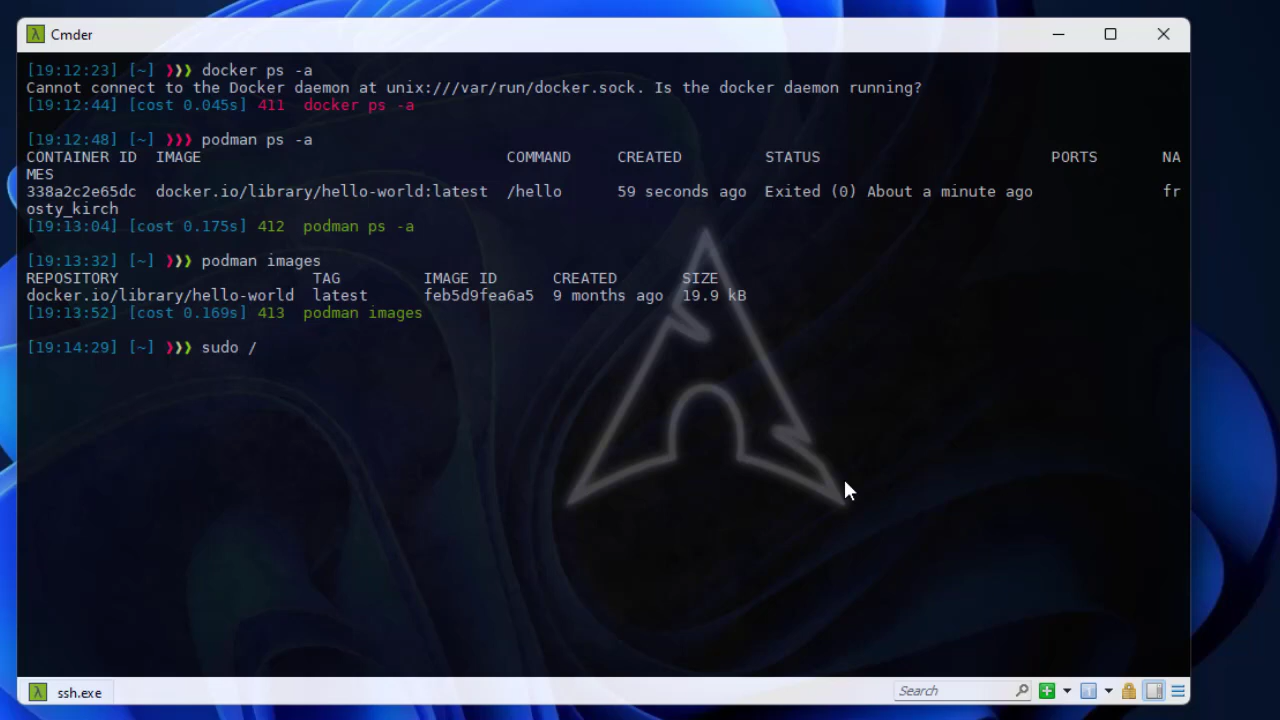 Cmder
[19:12:23] [~] ❯❯❯ docker ps -a
Cannot connect to the Docker daemon at unix:///var/run/docker.sock. Is the docker daemon running?
[19:12:44] [cost 0.045s] 411  docker ps -a
[19:12:48] [~] ❯❯❯ podman ps -a
CONTAINER ID  IMAGE                                 COMMAND     CREATED         STATUS                         PORTS       NA
MES
338a2c2e65dc  docker.io/library/hello-world:latest  /hello      59 seconds ago  Exited (0) About a minute ago              fr
osty_kirch
[19:13:04] [cost 0.175s] 412  podman ps -a
[19:13:32] [~] ❯❯❯ podman images
REPOSITORY                     TAG         IMAGE ID      CREATED       SIZE
docker.io/library/hello-world  latest      feb5d9fea6a5  9 months ago  19.9 kB
[19:13:52] [cost 0.169s] 413  podman images
[19:14:29] [~] ❯❯❯ sudo /
ssh.exe
Search